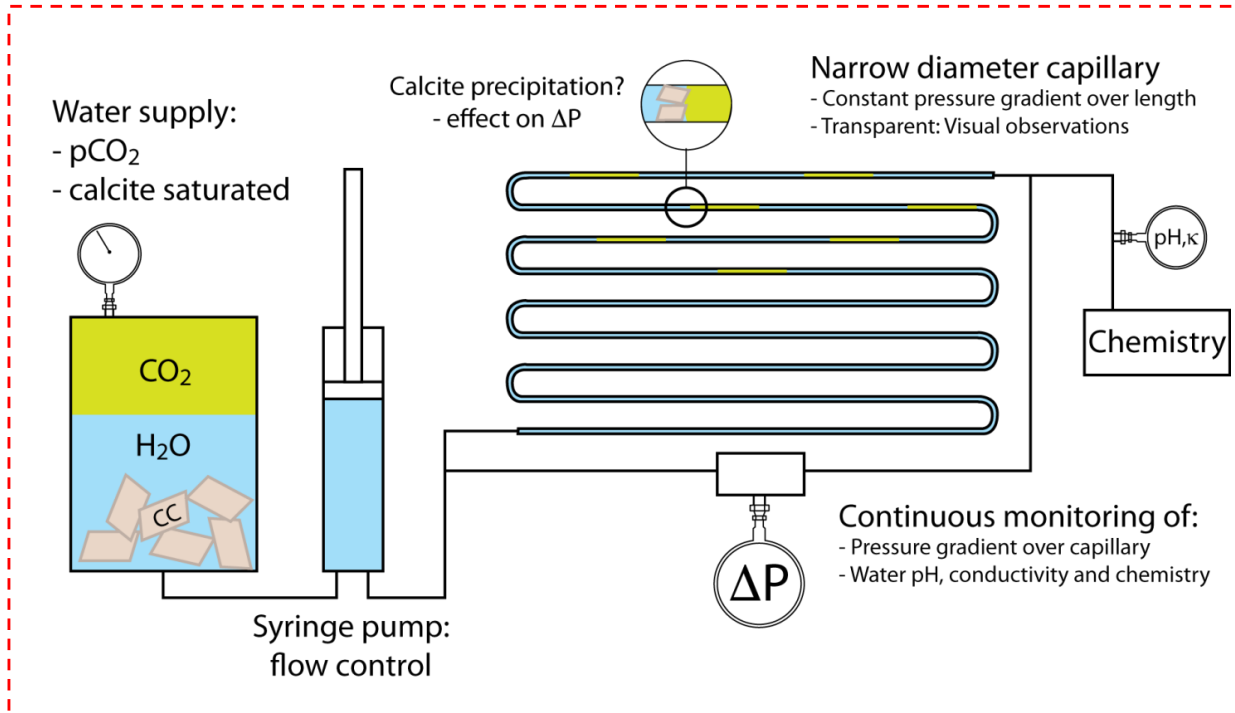 Water supply:
- pCO₂
- calcite saturated
CO₂
H₂O
CC
Syringe pump:
flow control
Calcite precipitation?
- effect on ΔP
Narrow diameter capillary
- Constant pressure gradient over length
- Transparent: Visual observations
pH,κ
Chemistry
ΔP
Continuous monitoring of:
- Pressure gradient over capillary
- Water pH, conductivity and chemistry